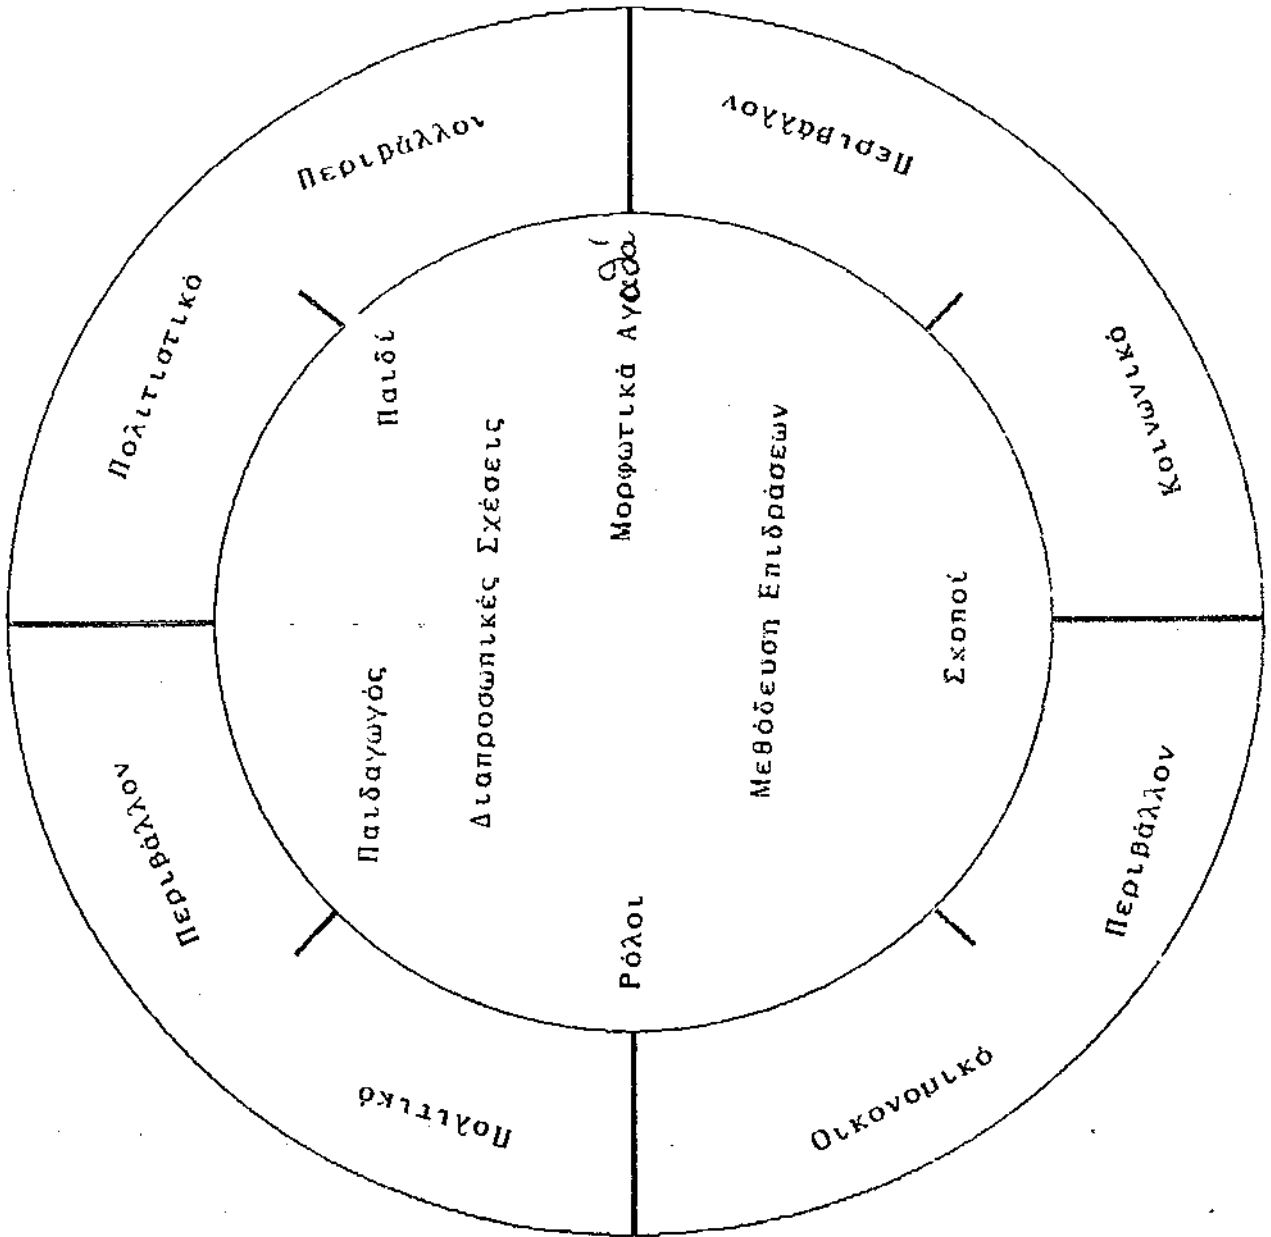 Πολιτικό Περιβάλλον
Πολιτιστικό Περιβάλλον
Παιδαγωγός
Παιδί
Διαπροσωπικές Σχέσεις
Ρόλοι
Μορφωτικά Αγαθά
Μεθόδευση Επιδράσεων
Σκοποί
Οικονομικό Περιβάλλον
Κοινωνικό Περιβάλλον